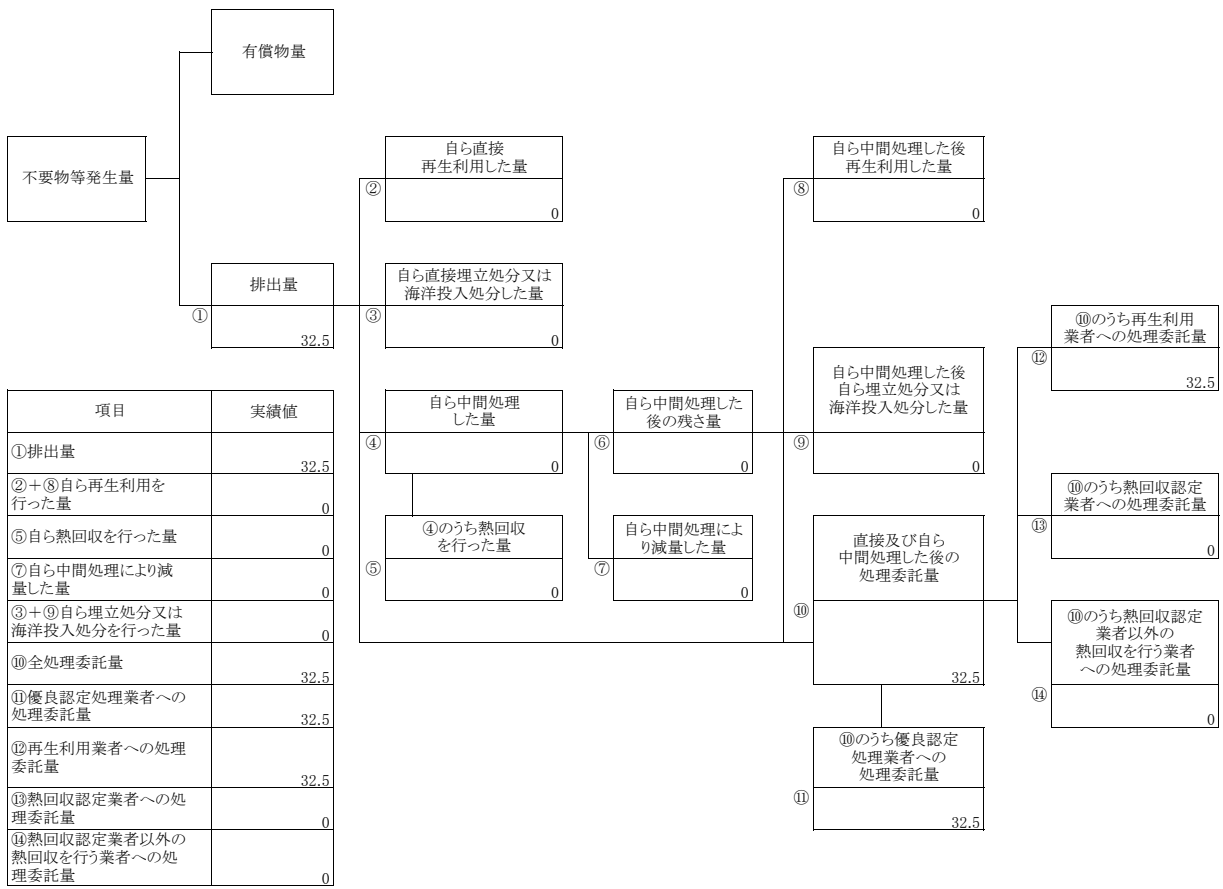 有償物量
不要物等発生量
自ら直接
再生利用した量
②
0
自ら中間処理した後
再生利用した量
⑧
0
排出量
①
32.5
自ら直接埋立処分又は
海洋投入処分した量
③
0
⑩のうち再生利用
業者への処理委託量
⑫
32.5
自ら中間処理
した量
④
0
自ら中間処理した
後の残さ量
⑥
0
自ら中間処理した後
自ら埋立処分又は
海洋投入処分した量
⑨
0
⑩のうち熱回収認定
業者への処理委託量
⑬
0
④のうち熱回収
を行った量
⑤
0
自ら中間処理によ
り減量した量
⑦
0
直接及び自ら
中間処理した後の
処理委託量
⑩
32.5
⑩のうち熱回収認定
業者以外の
熱回収を行う業者
への処理委託量
⑭
0
⑩のうち優良認定
処理業者への
処理委託量
⑪
32.5
項目 実績値
①排出量
32.5
②+⑧自ら再生利用を
行った量
0
⑤自ら熱回収を行った量
0
⑦自ら中間処理により減
量した量
0
③+⑨自ら埋立処分又は
海洋投入処分を行った量
0
⑩全処理委託量
32.5
⑪優良認定処理業者への
処理委託量
32.5
⑫再生利用業者への処理
委託量
32.5
⑬熱回収認定業者への処
理委託量
0
⑭熱回収認定業者以外の
熱回収を行う業者への処
理委託量
0